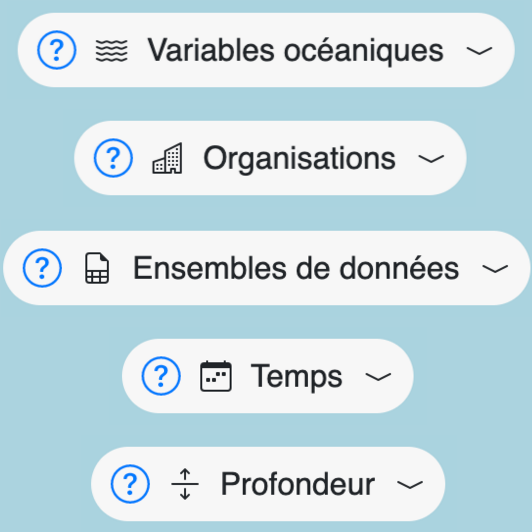 ? Variables océaniques
? Organisations
? Ensembles de données
? Temps
? Profondeur